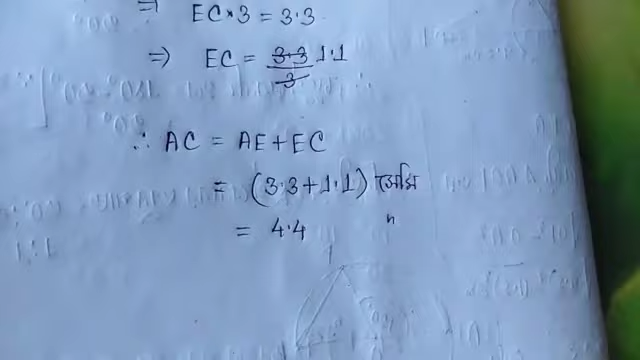 ⇒ EC × 3 = 3·3
⇒ EC = 3·3/3 1·1
∴ AC = AE + EC
= (3·3 + 1·1) সেমি
= 4·4 "